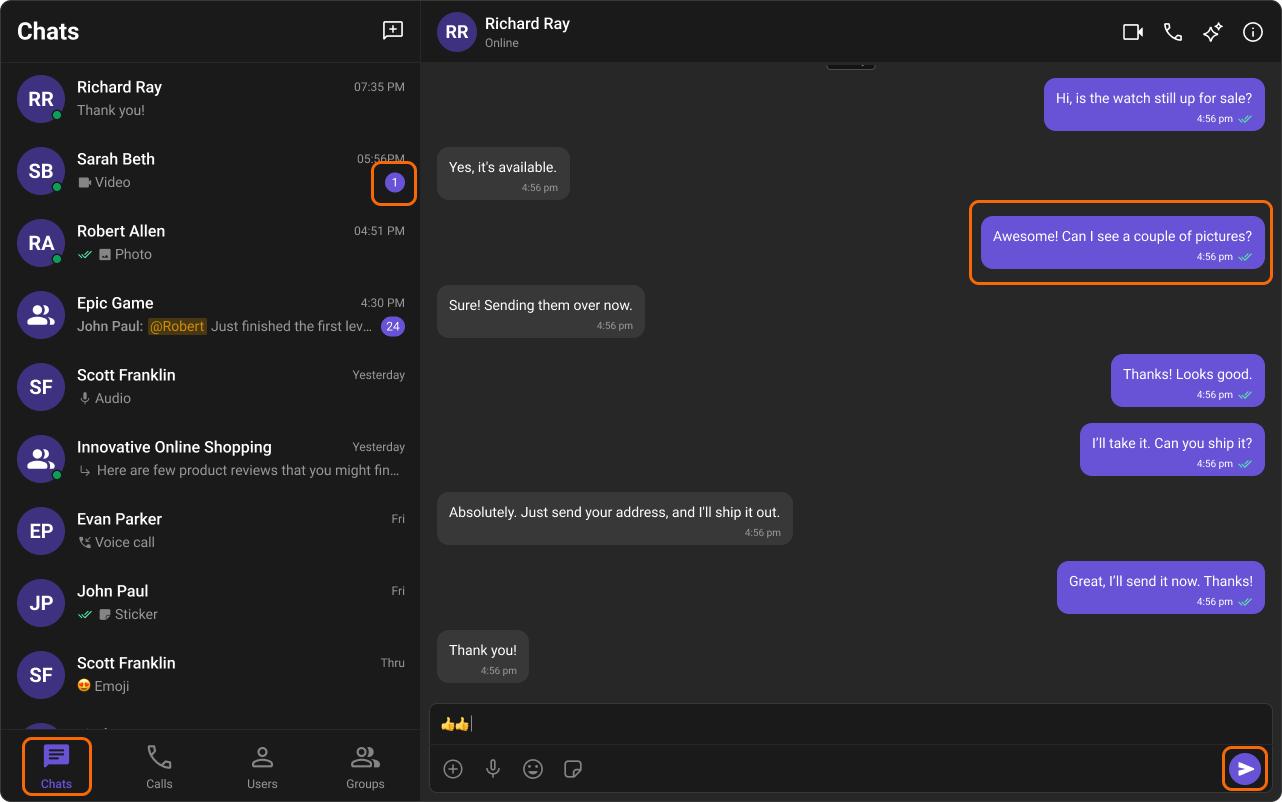 Chats
RR
Richard Ray
07:35 PM
Thank you!
SB
Sarah Beth
05:56PM
Video
1
RA
Robert Allen
04:51 PM
Photo
Epic Game
4:30 PM
John Paul: @Robert Just finished the first lev...
24
SF
Scott Franklin
Yesterday
Audio
Innovative Online Shopping
Yesterday
Here are few product reviews that you might fin...
EP
Evan Parker
Fri
Voice call
JP
John Paul
Fri
Sticker
SF
Scott Franklin
Thru
😍 Emoji
Chats
Calls
Users
Groups
RR
Richard Ray
Online
Hi, is the watch still up for sale?
4:56 pm
Yes, it's available.
4:56 pm
Awesome! Can I see a couple of pictures?
4:56 pm
Sure! Sending them over now.
4:56 pm
Thanks! Looks good.
4:56 pm
I'll take it. Can you ship it?
4:56 pm
Absolutely. Just send your address, and I'll ship it out.
4:56 pm
Great, I'll send it now. Thanks!
4:56 pm
Thank you!
4:56 pm
👍👍